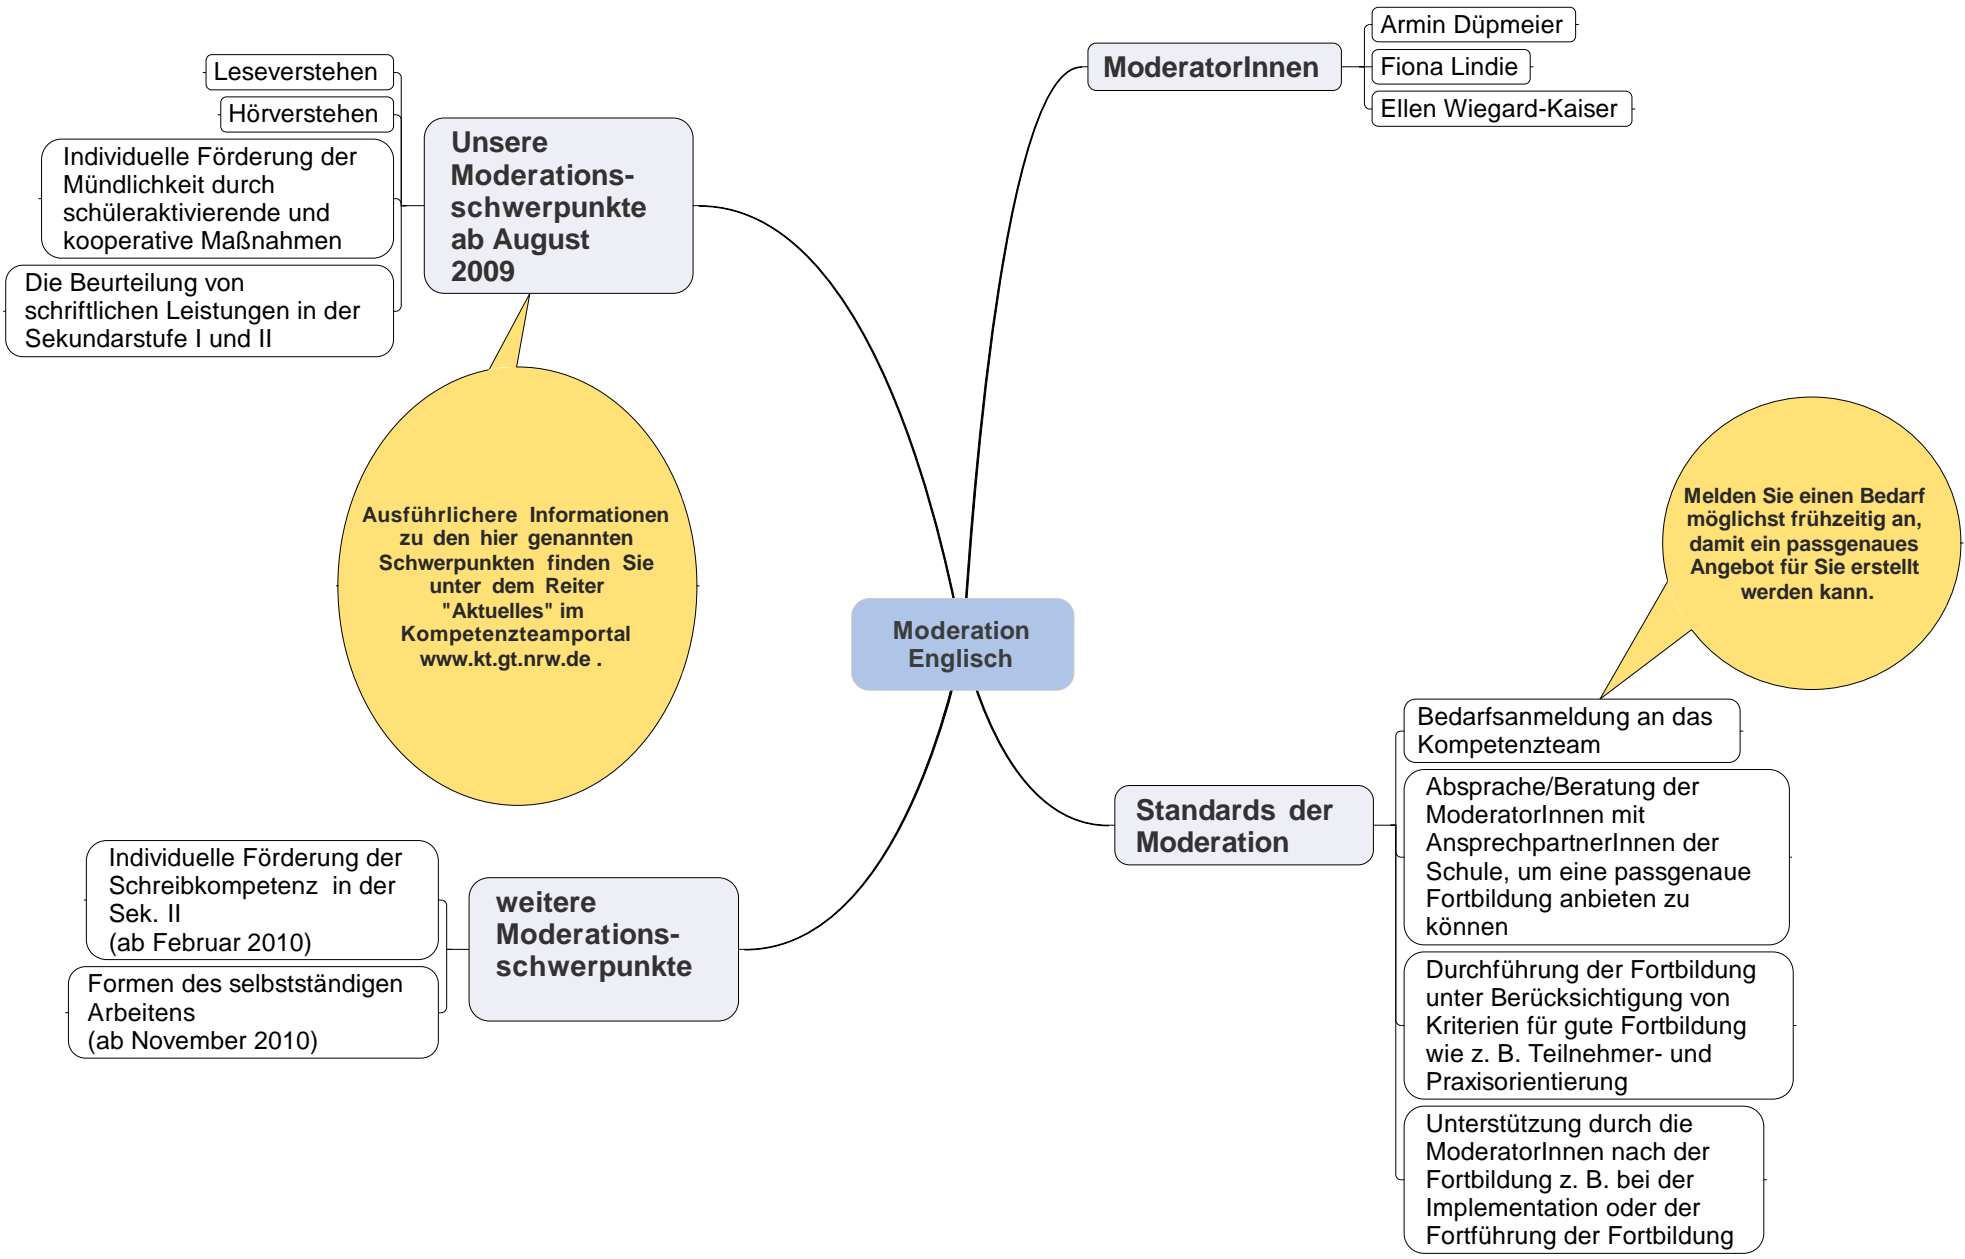 Moderation
Englisch
ModeratorInnen
Armin Düpmeier
Fiona Lindie
Ellen Wiegard-Kaiser
Standards der
Moderation
Melden Sie einen Bedarf
möglichst frühzeitig an,
damit ein passgenaues
Angebot für Sie erstellt
werden kann.
Bedarfsanmeldung an das
Kompetenzteam
Absprache/Beratung der
ModeratorInnen mit
AnsprechpartnerInnen der
Schule, um eine passgenaue
Fortbildung anbieten zu
können
Durchführung der Fortbildung
unter Berücksichtigung von
Kriterien für gute Fortbildung
wie z. B. Teilnehmer- und
Praxisorientierung
Unterstützung durch die
ModeratorInnen nach der
Fortbildung z. B. bei der
Implementation oder der
Fortführung der Fortbildung
Unsere
Moderations-
schwerpunkte
ab August
2009
Leseverstehen
Hörverstehen
Individuelle Förderung der
Mündlichkeit durch
schüleraktivierende und
kooperative Maßnahmen
Die Beurteilung von
schriftlichen Leistungen in der
Sekundarstufe I und II
Ausführlichere Informationen
zu den hier genannten
Schwerpunkten finden Sie
unter dem Reiter
"Aktuelles" im
Kompetenzteamportal
www.kt.gt.nrw.de .
weitere
Moderations-
schwerpunkte
Individuelle Förderung der
Schreibkompetenz in der
Sek. II
(ab Februar 2010)
Formen des selbstständigen
Arbeitens
(ab November 2010)